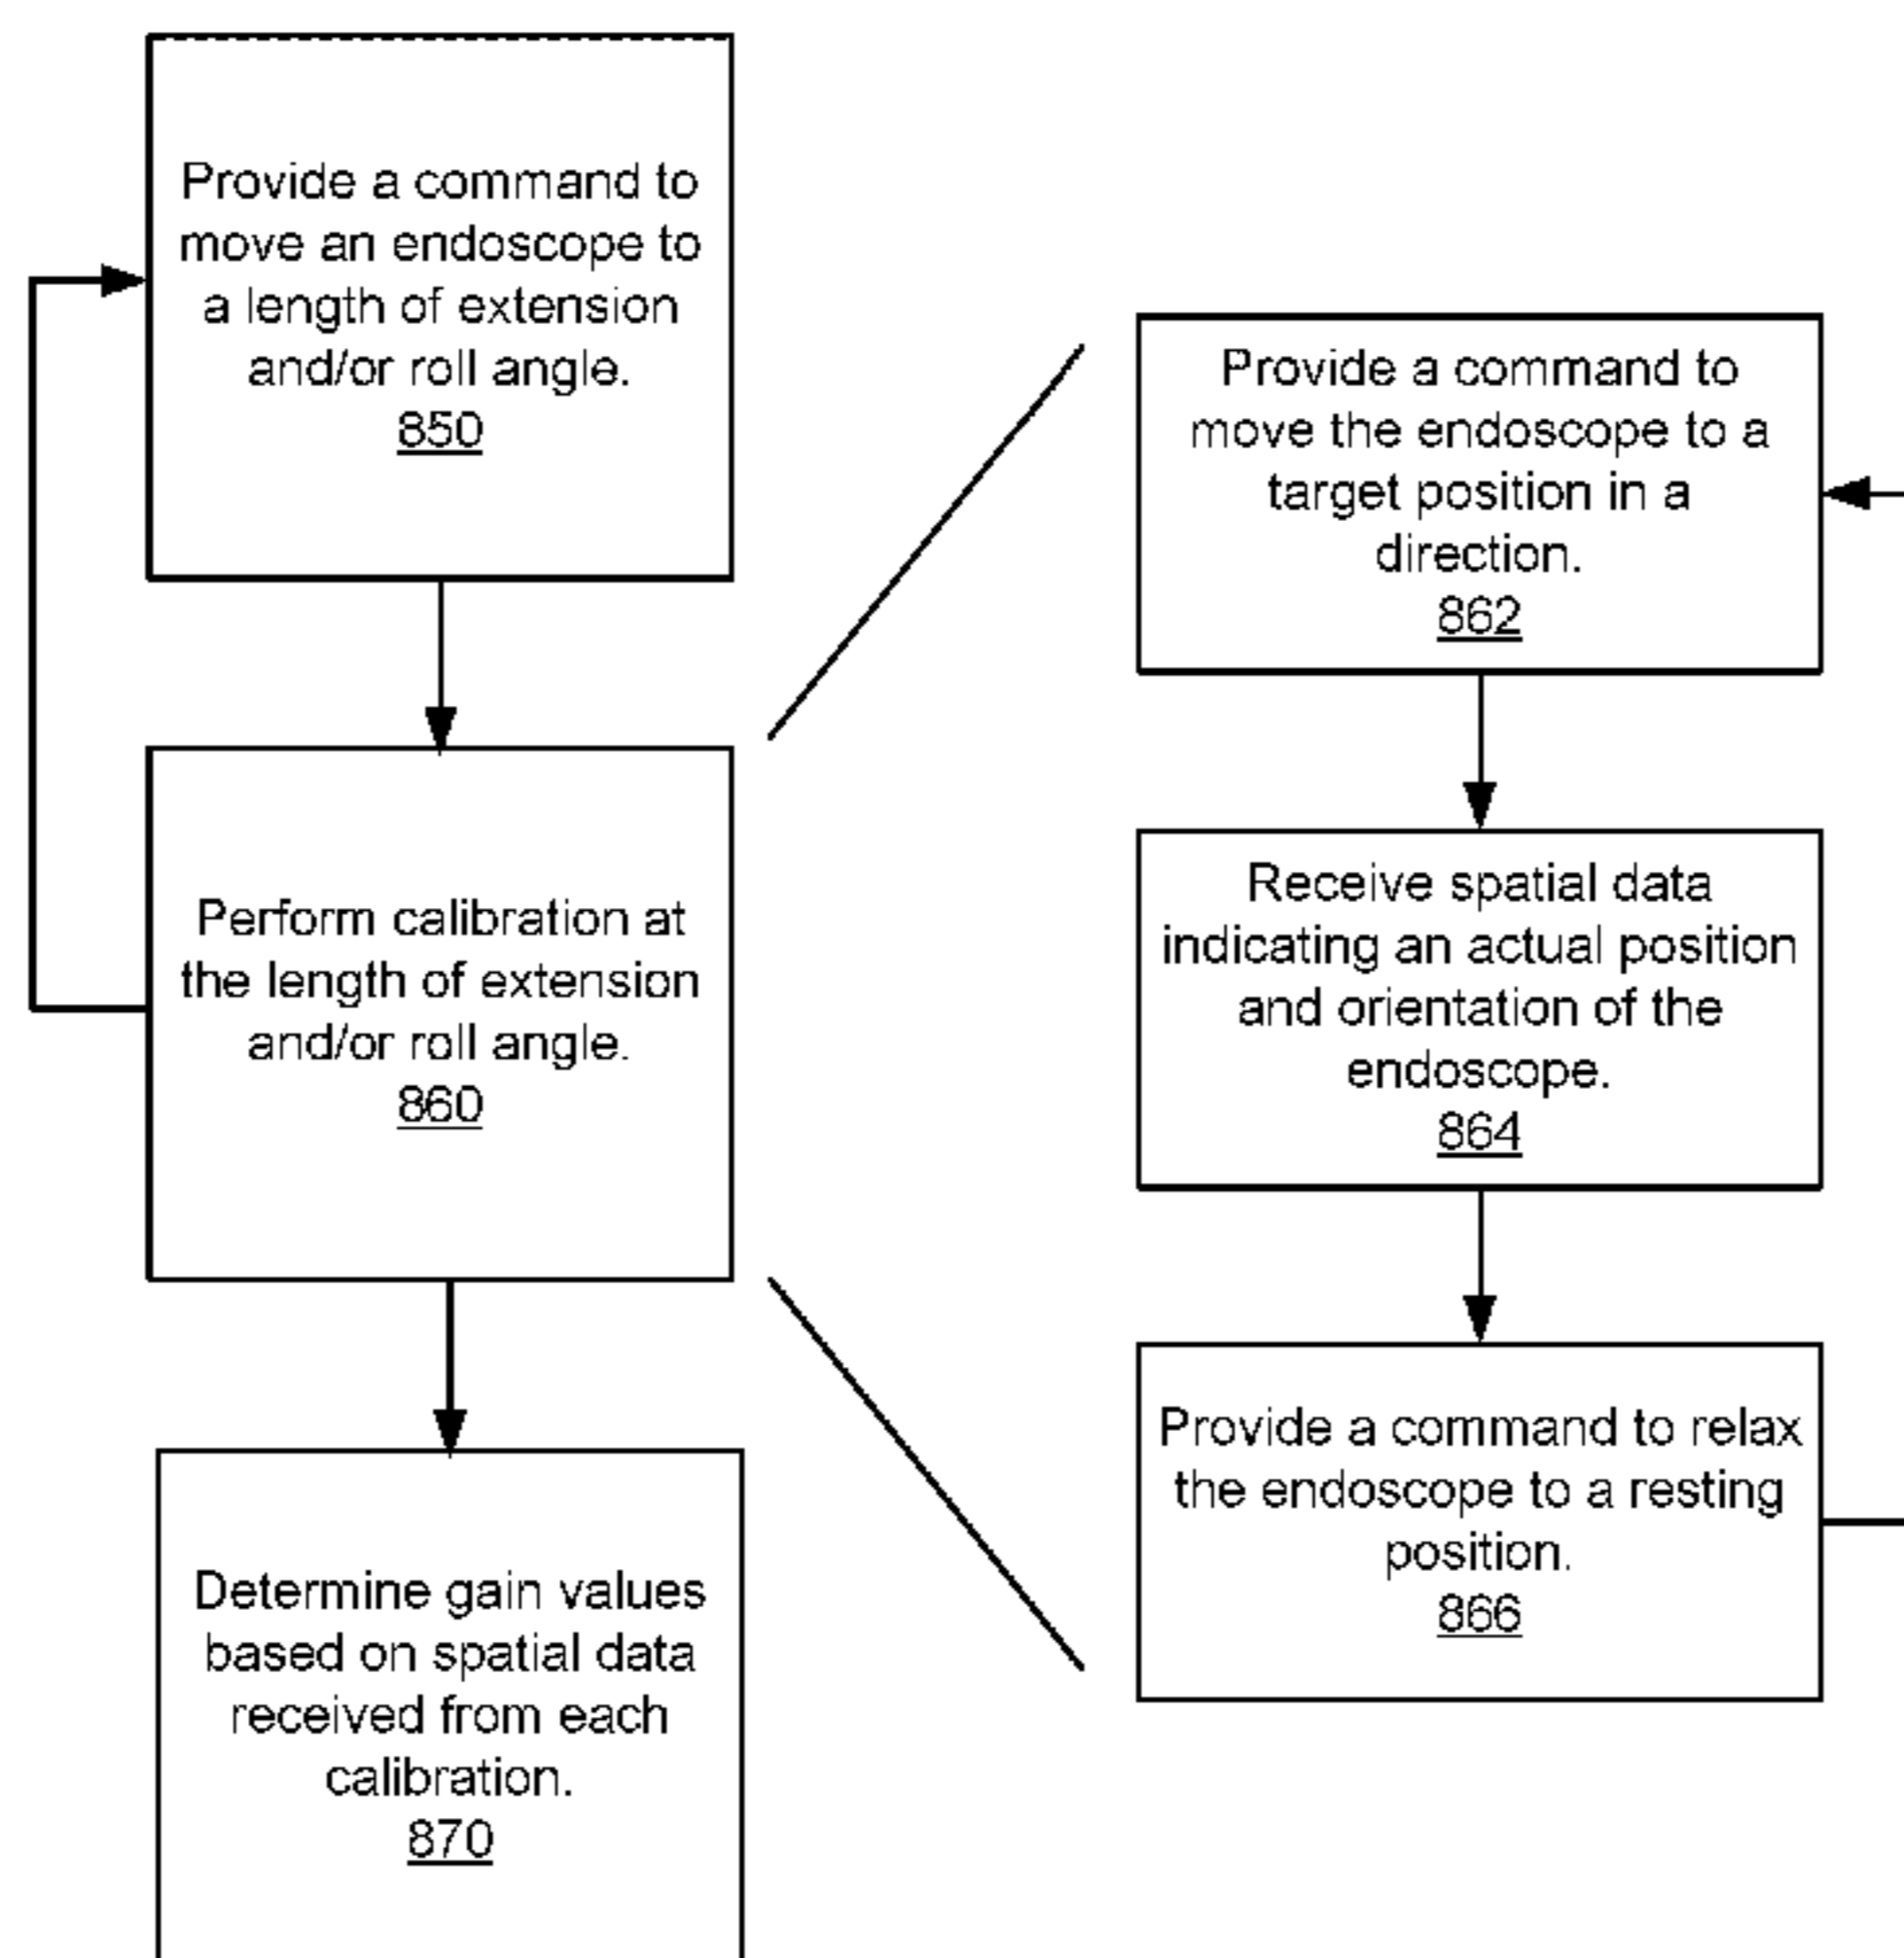 Provide a command to
move an endoscope to
a length of extension
and/or roll angle.
850
Perform calibration at
the length of extension
and/or roll angle.
860
Determine gain values
based on spatial data
received from each
calibration.
870
Provide a command to
move the endoscope to a
target position in a
direction.
862
Receive spatial data
indicating an actual position
and orientation of the
endoscope.
864
Provide a command to relax
the endoscope to a resting
position.
866